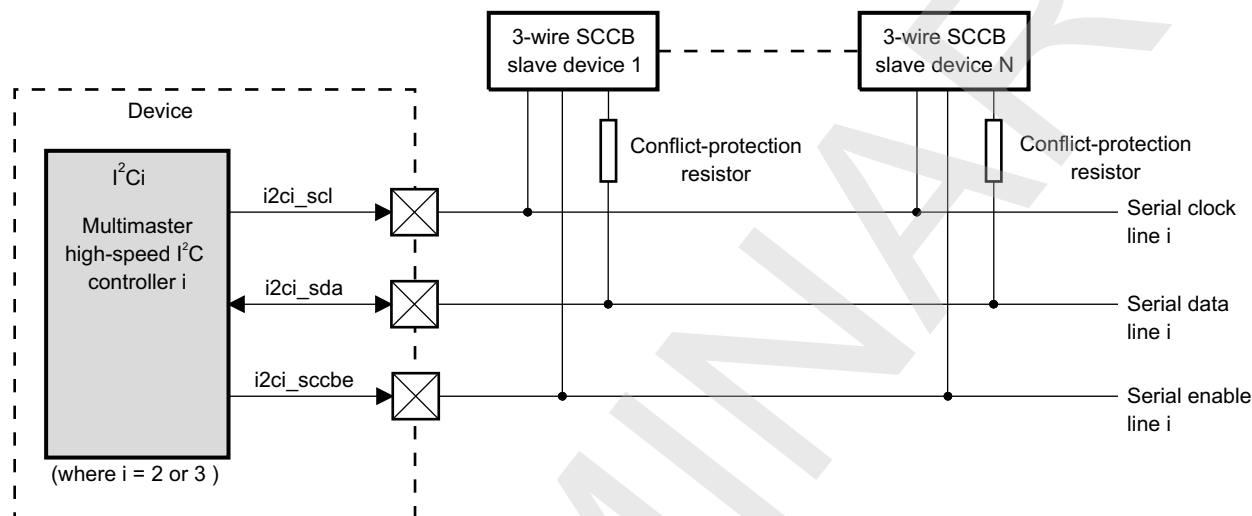 3-wire SCCB
slave device 1
3-wire SCCB
slave device N
Device
I²Ci
Multimaster
high-speed I²C
controller i
(where i = 2 or 3 )
i2ci_scl
i2ci_sda
i2ci_sccbe
Conflict-protection
resistor
Conflict-protection
resistor
Serial clock
line i
Serial data
line i
Serial enable
line i
MINAR